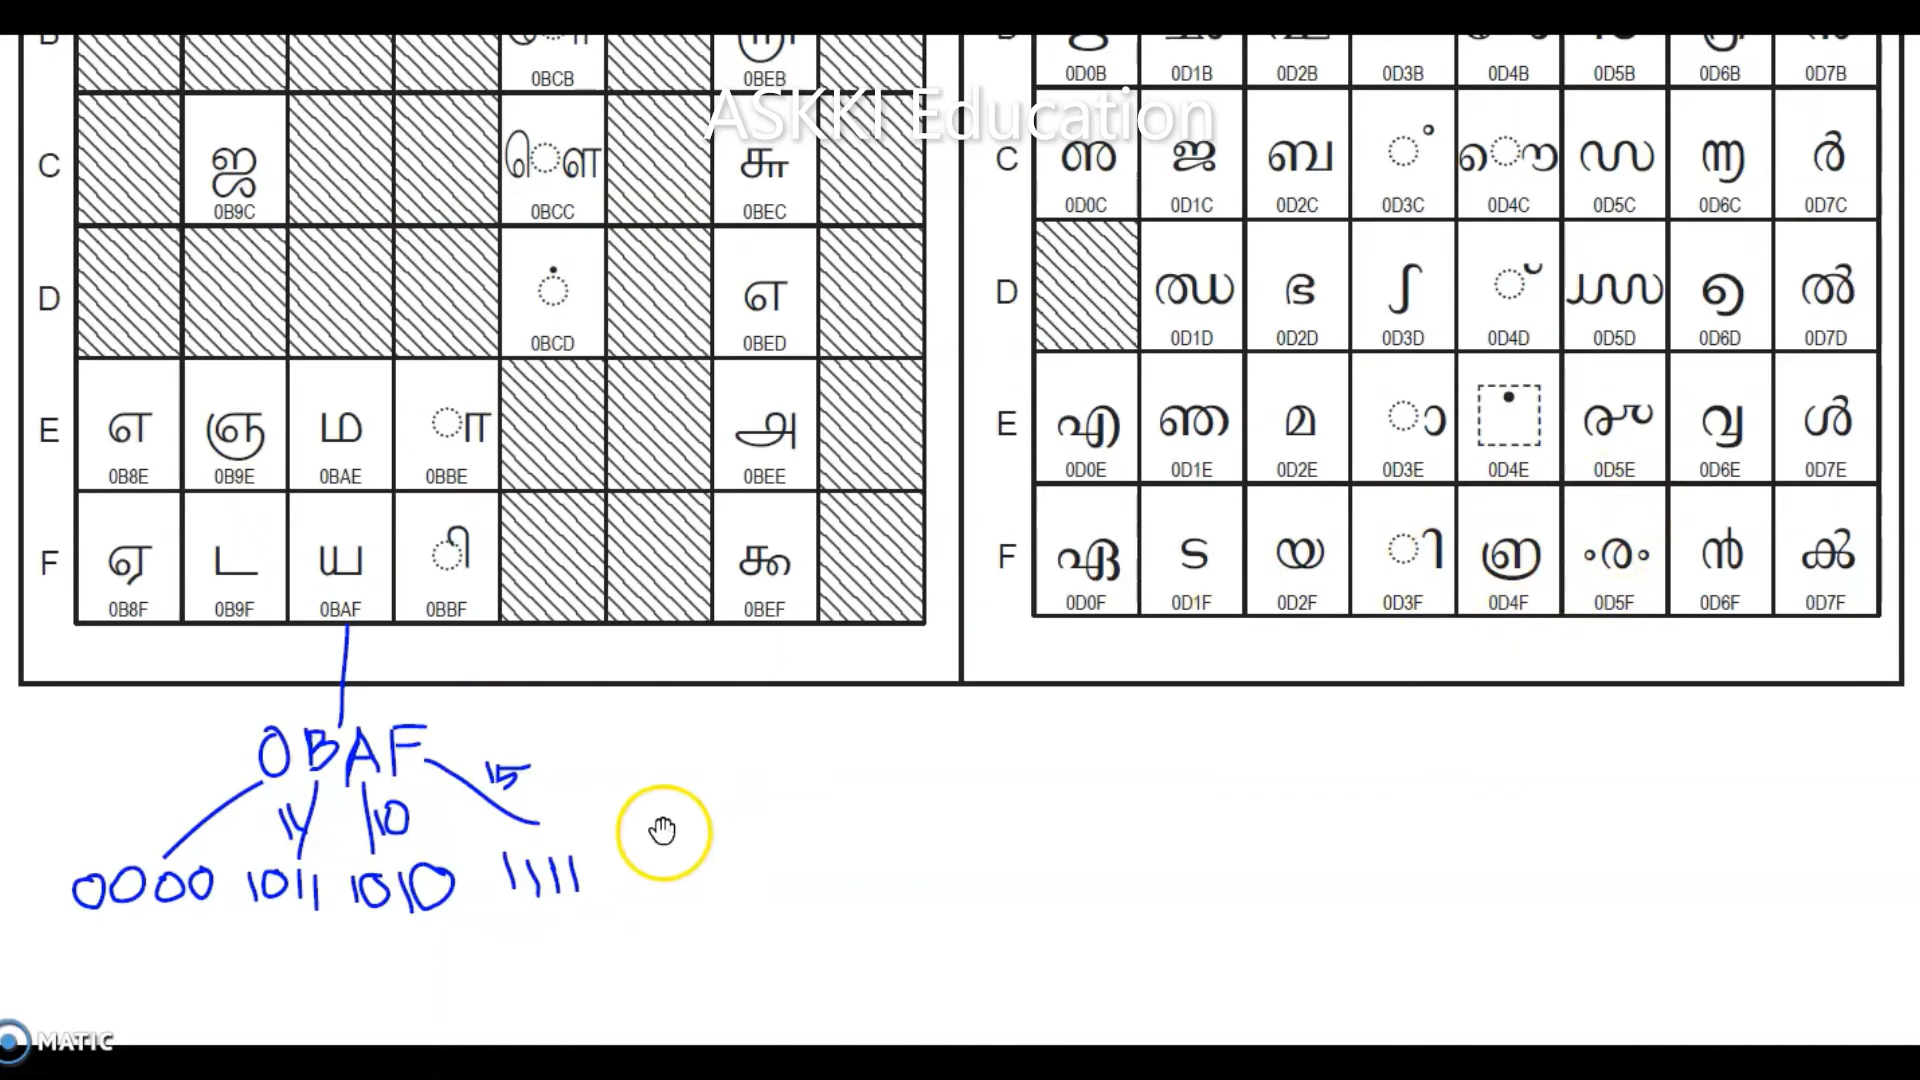 0BCB 0BEB 0D0B 0D1B 0D2B 0D3B 0D4B 0D5B 0D6B 0D7B
ASKKI Education
C ஜ ௌ ௬ C ഌ ജ ബ ഼ ൌ ൜ ൬ ർ
0B9C 0BCC 0BEC 0D0C 0D1C 0D2C 0D3C 0D4C 0D5C 0D6C 0D7C
D ் ௭ D ഝ ഭ ഽ ് ൝ ൭ ൽ
0BCD 0BED 0D1D 0D2D 0D3D 0D4D 0D5D 0D6D 0D7D
E எ ஞ ம ா ௮ E എ ഞ മ ാ ൎ ൞ ൮ ൾ
0B8E 0B9E 0BAE 0BBE 0BEE 0D0E 0D1E 0D2E 0D3E 0D4E 0D5E 0D6E 0D7E
F ஏ ட ய ி ௯ F ഏ ട യ ി ൏ ൟ ൯ ൿ
0B8F 0B9F 0BAF 0BBF 0BEF 0D0F 0D1F 0D2F 0D3F 0D4F 0D5F 0D6F 0D7F
0BAF
15
11 10
0000 1011 1010 1111
MATIC